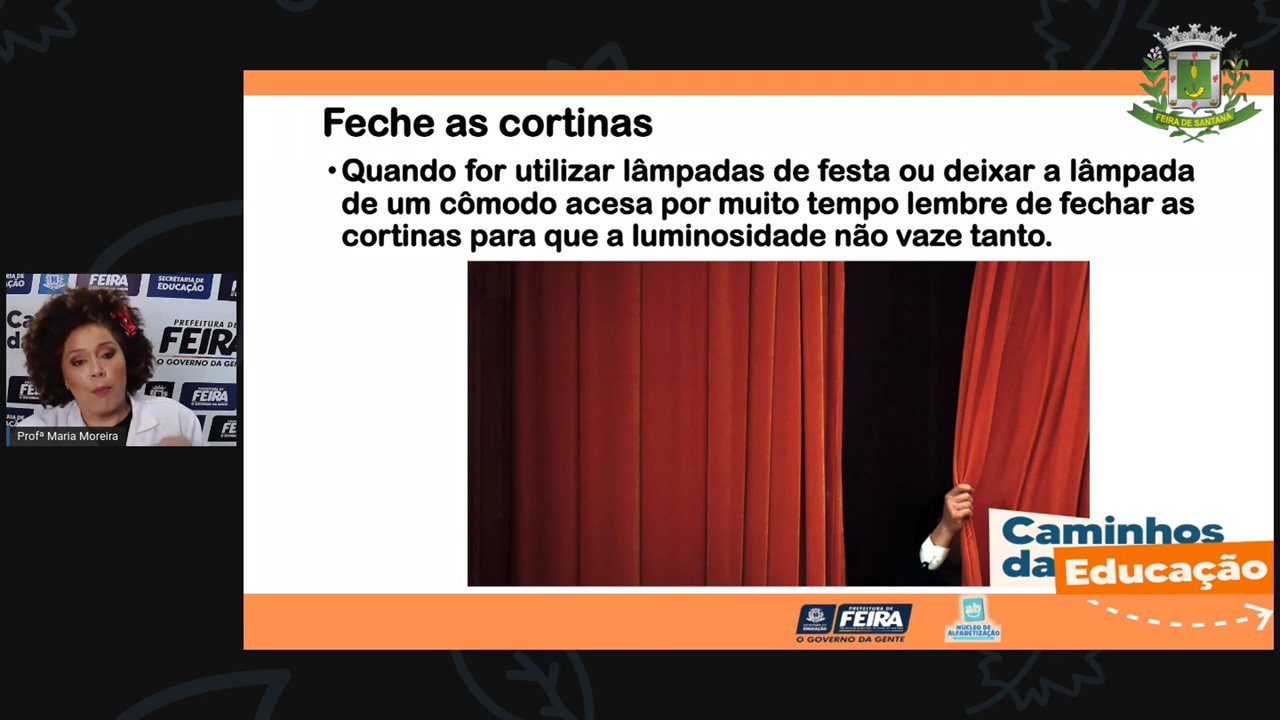 FEIRA DE SANTANA
Feche as cortinas
• Quando for utilizar lâmpadas de festa ou deixar a lâmpada
de um cômodo acesa por muito tempo lembre de fechar as
cortinas para que a luminosidade não vaze tanto.
FEIRA
SECRETARIA DE
EDUCAÇÃO
PREFEITURA DE
FEIRA
O GOVERNO DA GENTE
FEIRA
Profª Maria Moreira
Caminhos
da Educação
PREFEITURA DE
FEIRA
EDUCAÇÃO
O GOVERNO DA GENTE
ab
NÚCLEO DE
ALFABETIZAÇÃO